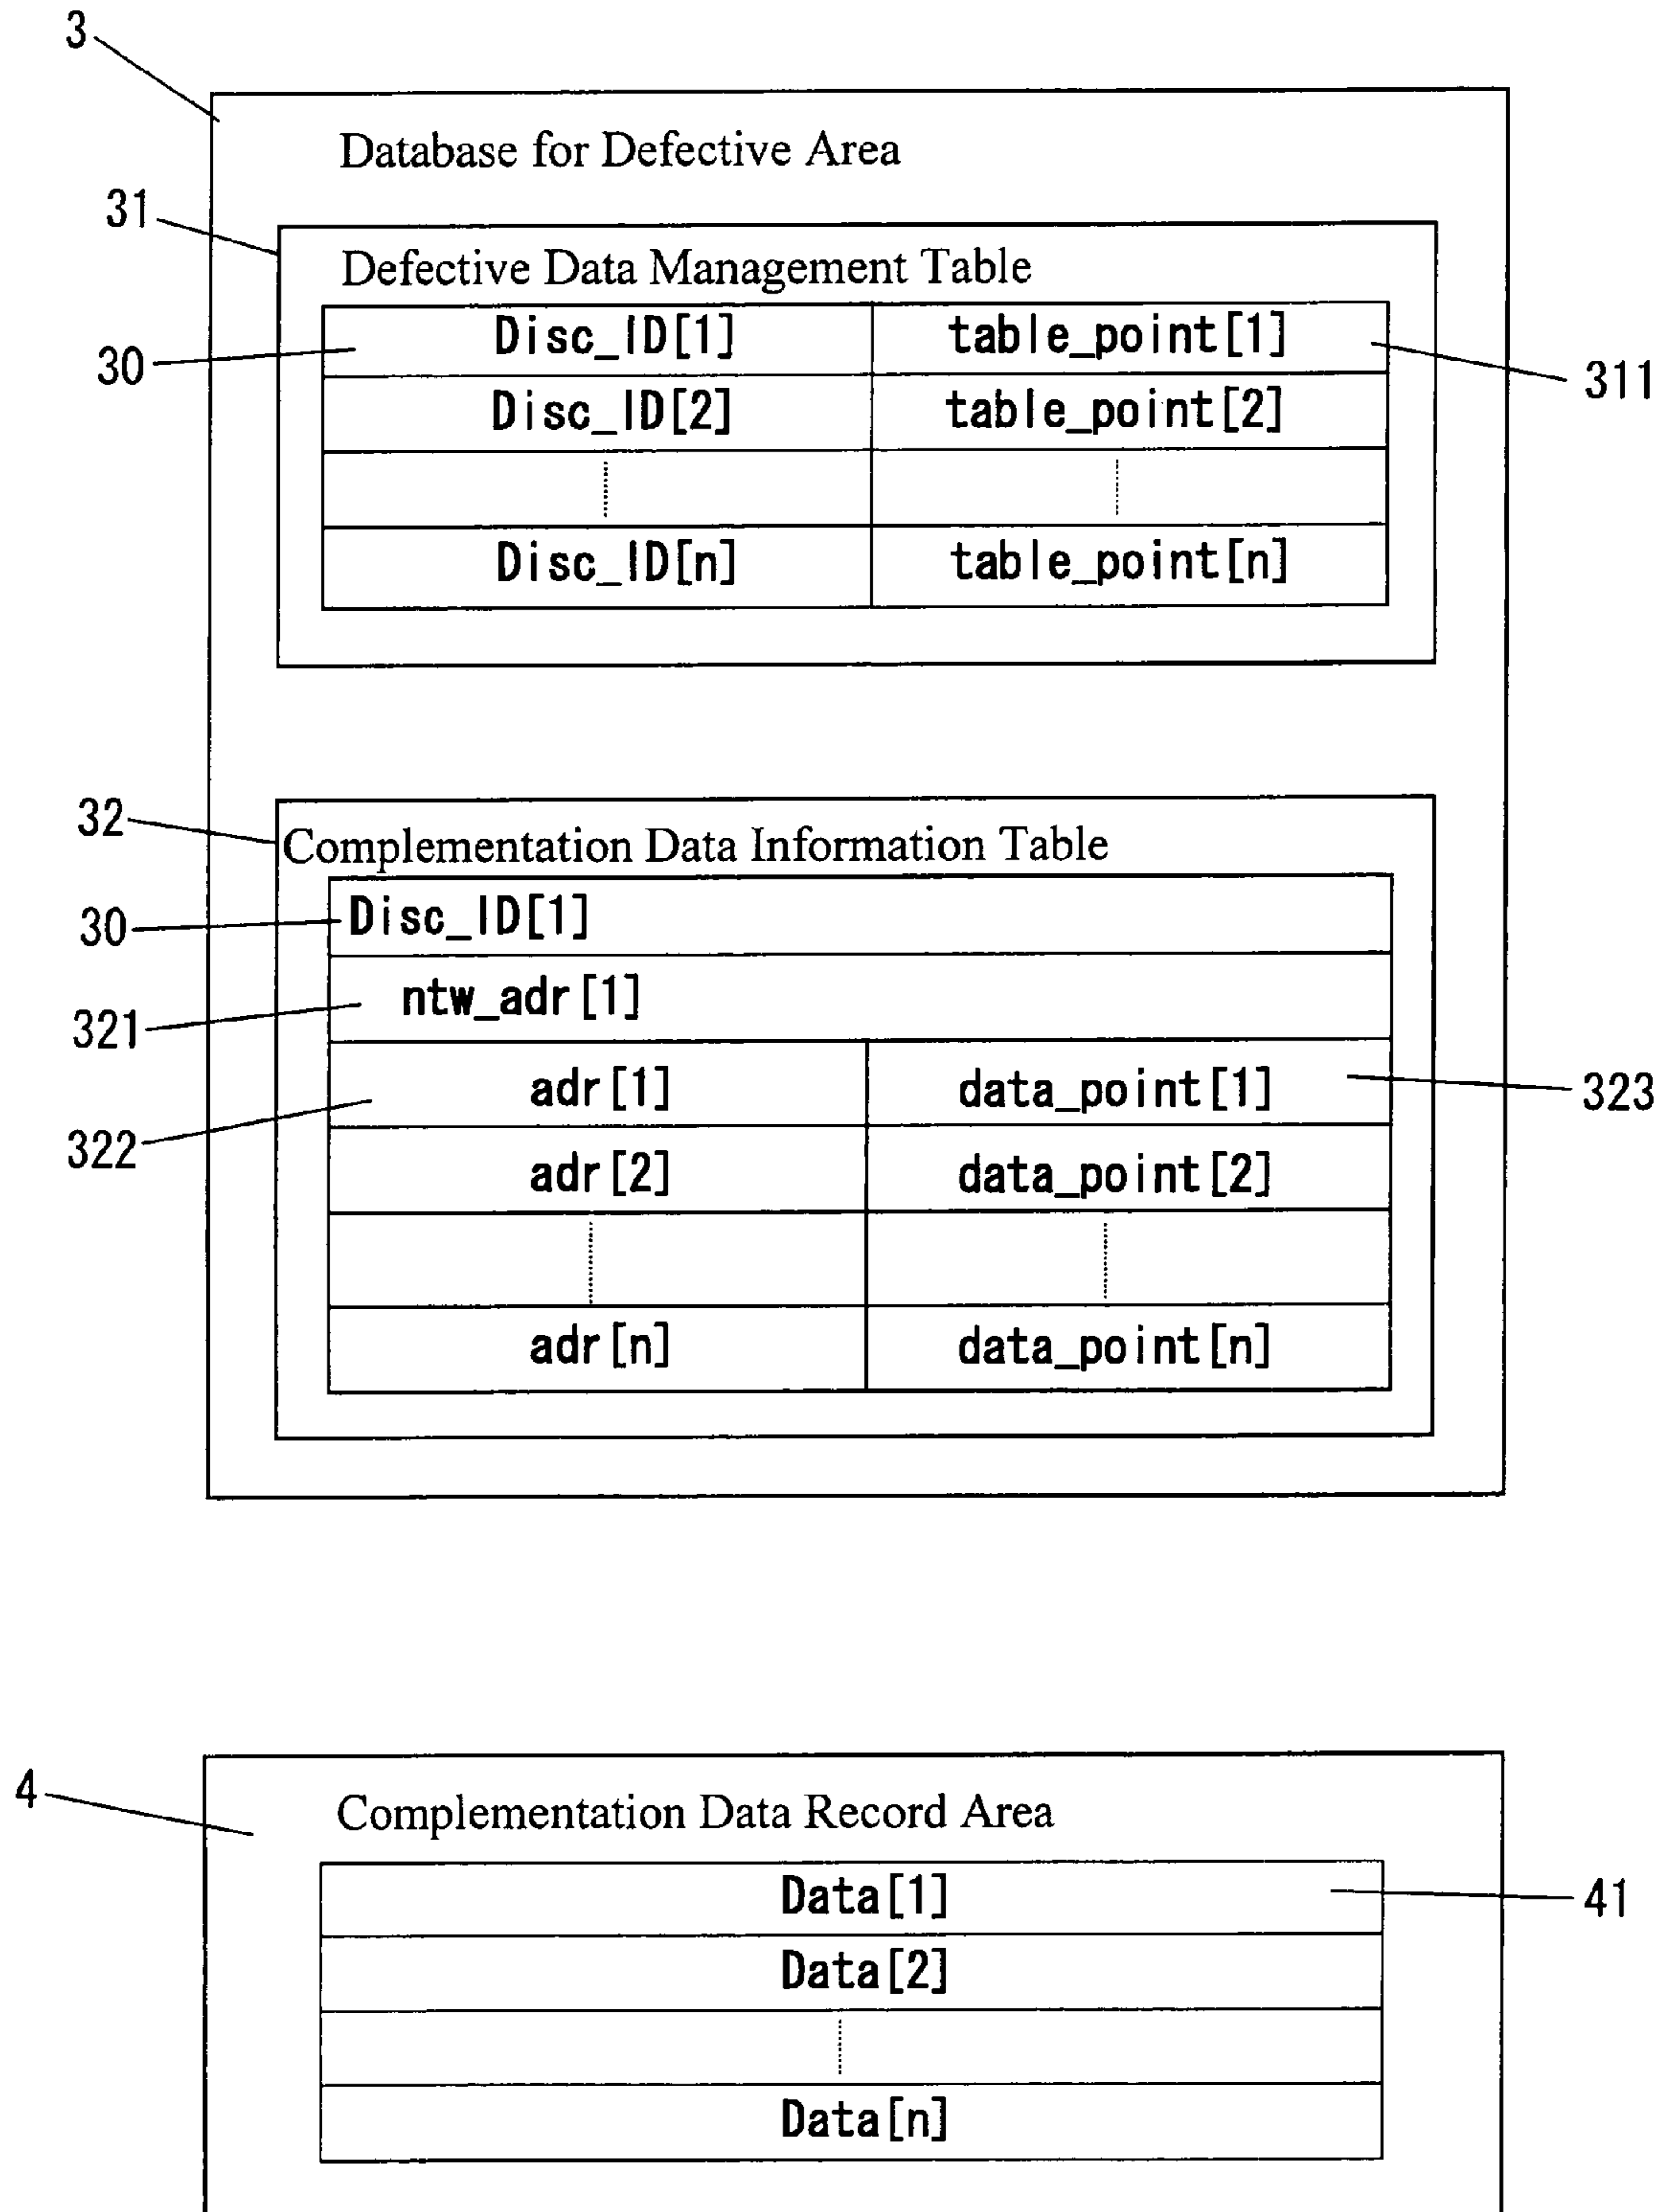 3
Database for Defective Area
31
Defective Data Management Table
30
Disc_ID[1] table_point[1]
311
Disc_ID[2] table_point[2]
Disc_ID[n] table_point[n]
32
Complementation Data Information Table
30
Disc_ID[1]
321
ntw_adr[1]
322
adr[1] data_point[1]
323
adr[2] data_point[2]
adr[n] data_point[n]
4
Complementation Data Record Area
Data[1]
41
Data[2]
Data[n]